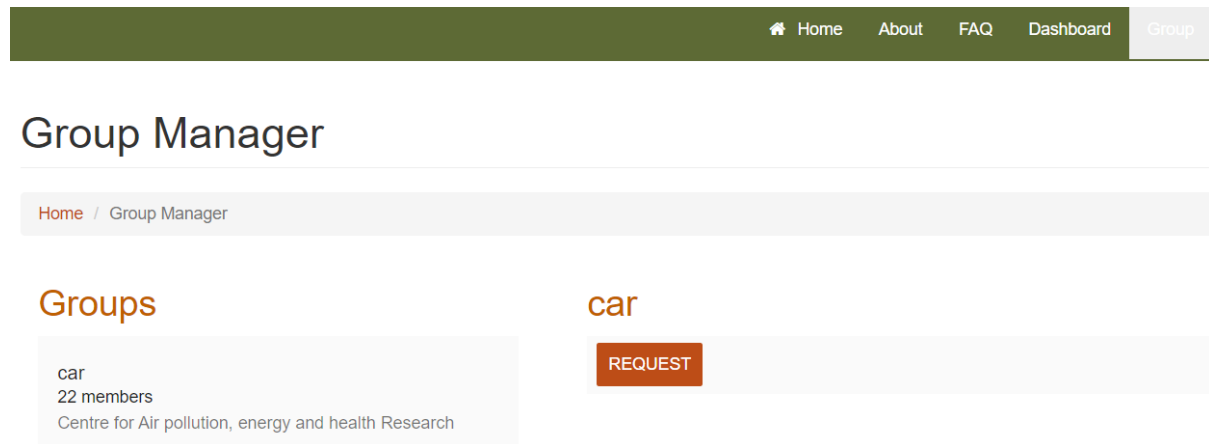 Home About FAQ Dashboard Group
Group Manager
Home / Group Manager
Groups
car
22 members
Centre for Air pollution, energy and health Research
car
REQUEST